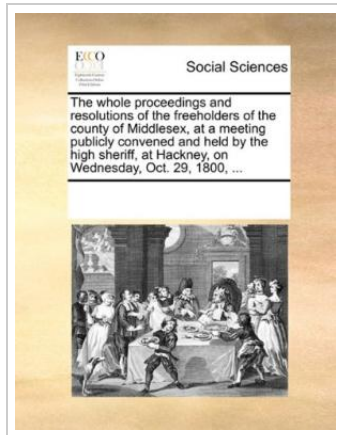 ECCO
Social Sciences
The whole proceedings and
resolutions of the freeholders of the
county of Middlesex, at a meeting
publicly convened and held by the
high sheriff, at Hackney, on
Wednesday, Oct. 29, 1800, ...